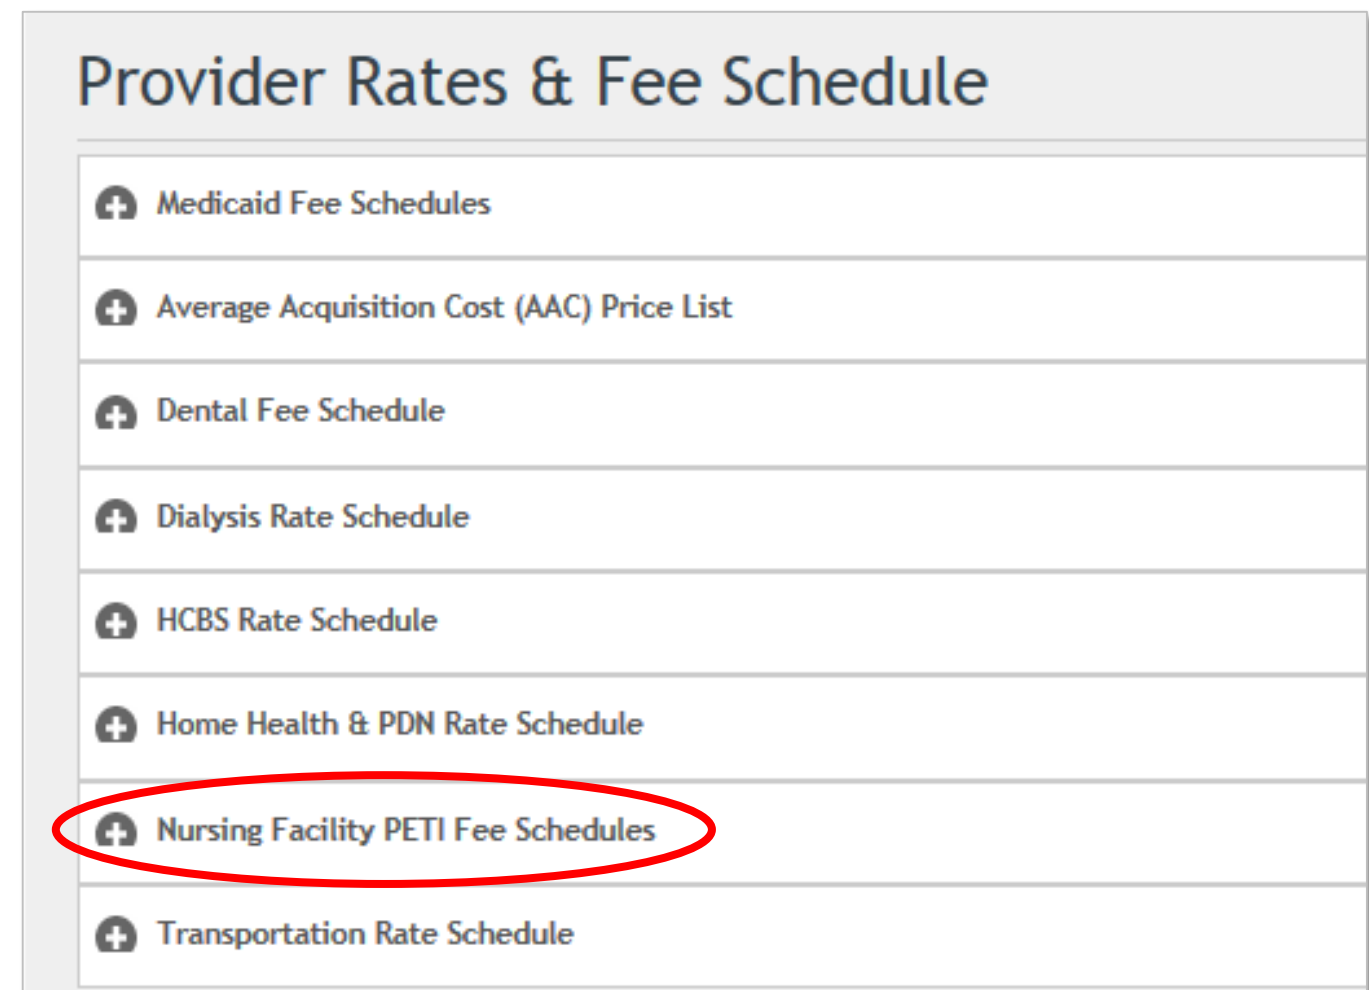 Provider Rates & Fee Schedule
Medicaid Fee Schedules
Average Acquisition Cost (AAC) Price List
Dental Fee Schedule
Dialysis Rate Schedule
HCBS Rate Schedule
Home Health & PDN Rate Schedule
Nursing Facility PETI Fee Schedules
Transportation Rate Schedule